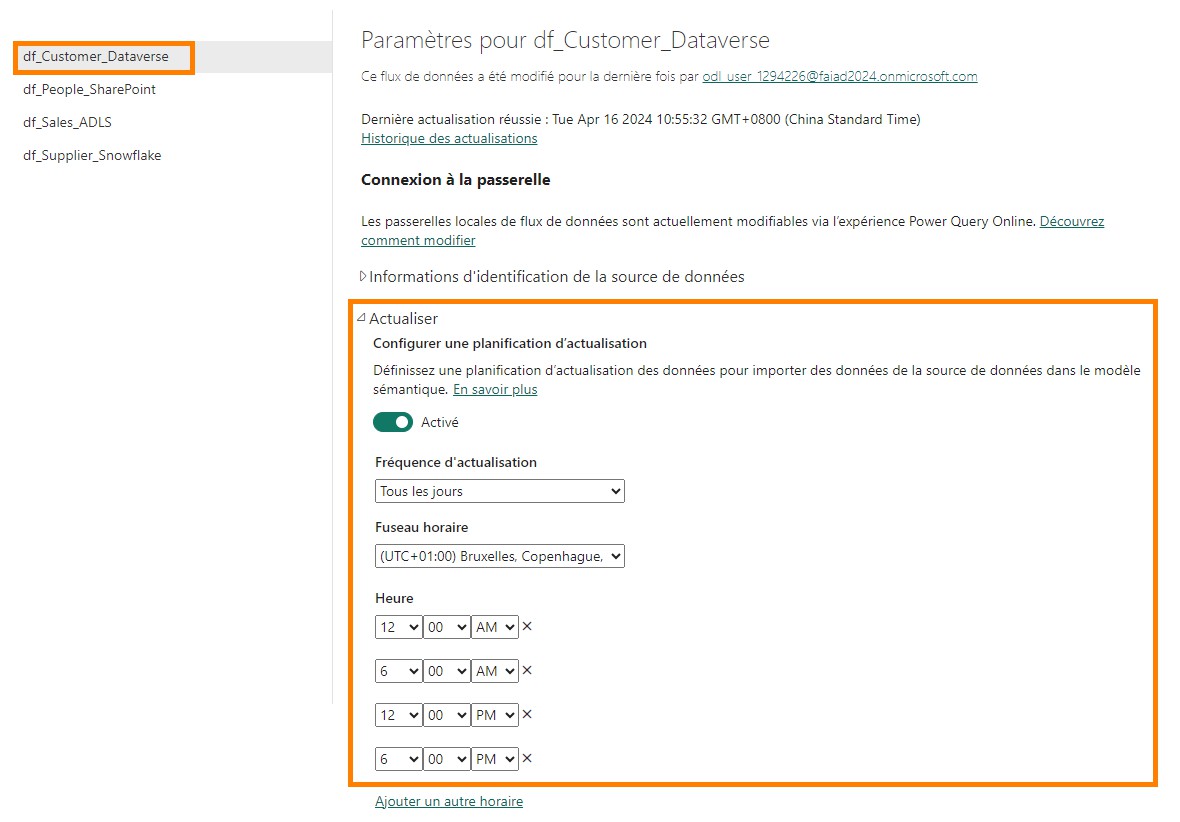 df_Customer_Dataverse
df_People_SharePoint
df_Sales_ADLS
df_Supplier_Snowflake
Paramètres pour df_Customer_Dataverse
Ce flux de données a été modifié pour la dernière fois par odl_user_1294226@faiad2024.onmicrosoft.com
Dernière actualisation réussie : Tue Apr 16 2024 10:55:32 GMT+0800 (China Standard Time)
Historique des actualisations
Connexion à la passerelle
Les passerelles locales de flux de données sont actuellement modifiables via l’expérience Power Query Online. Découvrez
comment modifier
Informations d'identification de la source de données
Actualiser
Configurer une planification d’actualisation
Définissez une planification d’actualisation des données pour importer des données de la source de données dans le modèle
sémantique. En savoir plus
Activé
Fréquence d'actualisation
Tous les jours
Fuseau horaire
(UTC+01:00) Bruxelles, Copenhague,
Heure
12 00 AM
6 00 AM
12 00 PM
6 00 PM
Ajouter un autre horaire